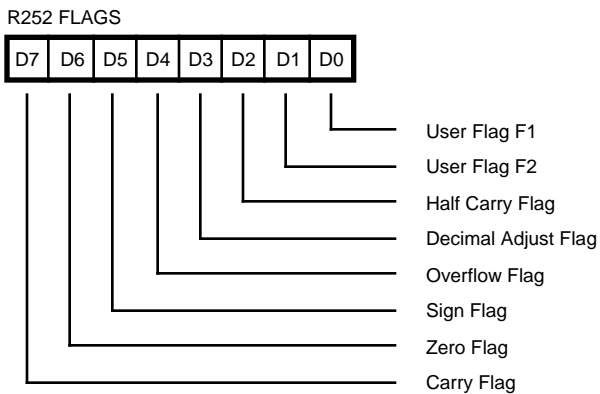 R252 FLAGS
D7 D6 D5 D4 D3 D2 D1 D0
User Flag F1
User Flag F2
Half Carry Flag
Decimal Adjust Flag
Overflow Flag
Sign Flag
Zero Flag
Carry Flag